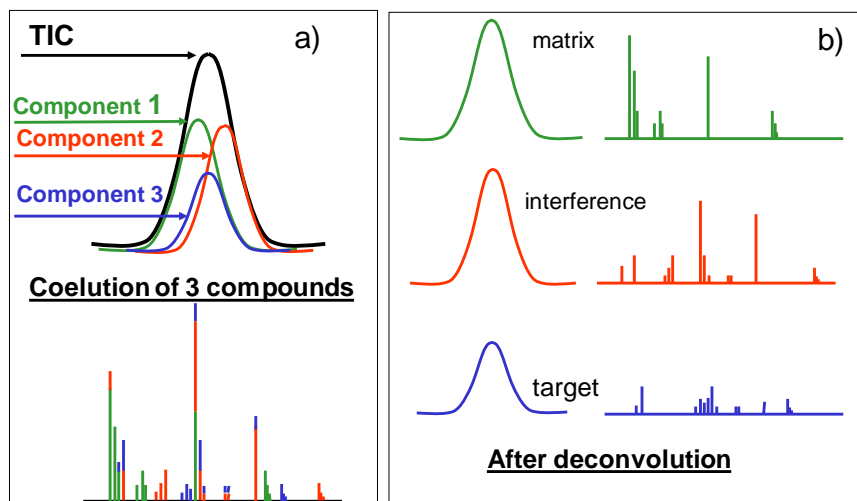 TIC
a)
Component 1
Component 2
Component 3
Coelution of 3 compounds
b)
matrix
interference
target
After deconvolution